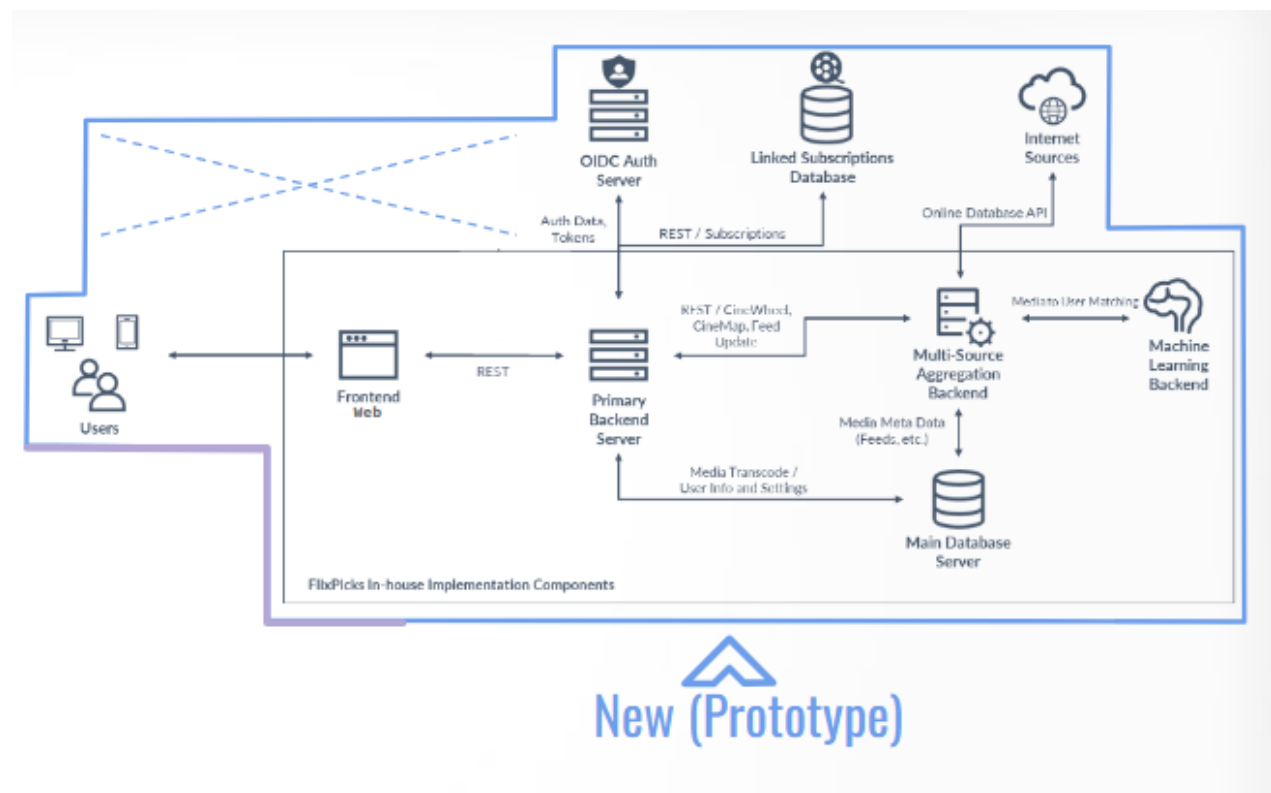 OIDC Auth
Server
Linked Subscriptions
Database
Internet
Sources
Auth Data,
Tokens
REST / Subscriptions
Online Database API
Users
Frontend
Web
REST
Primary
Backend
Server
REST / CineWheel,
CineMap, Feed
Update
Multi-Source
Aggregation
Backend
Media to User Matching
Machine
Learning
Backend
Media Meta Data
(Feeds, etc.)
Media Transcode /
User Info and Settings
Main Database
Server
FlixPicks In-house Implementation Components
New (Prototype)